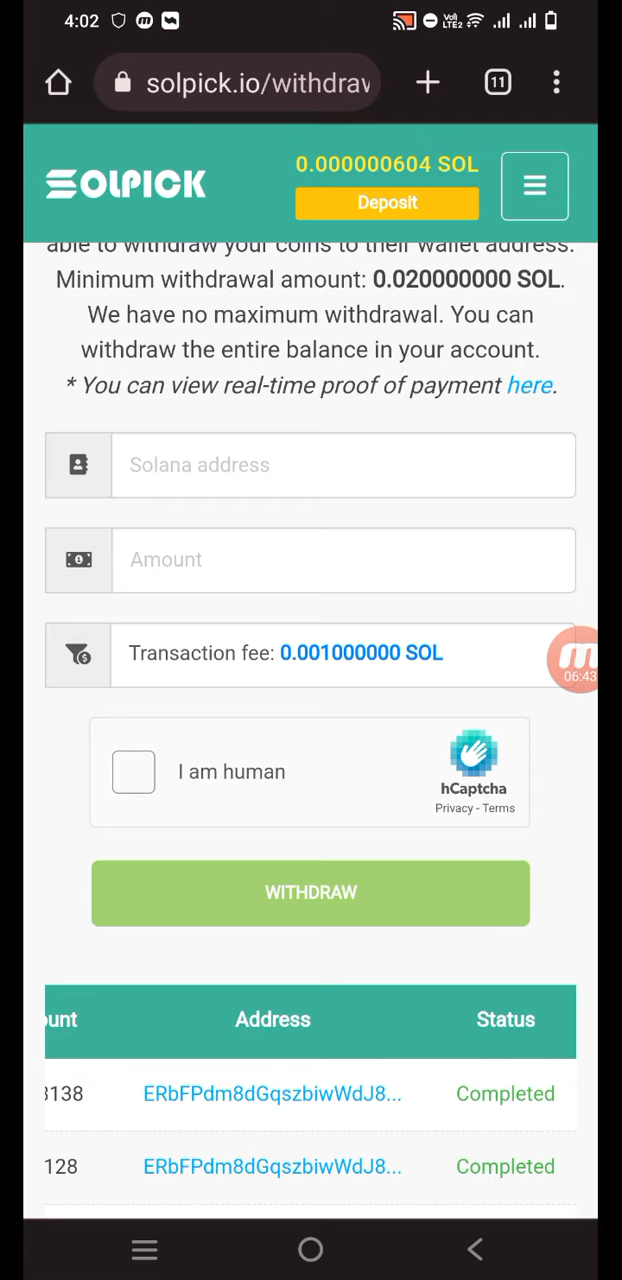 4:02
Vo)
LTE2
solpick.io/withdrav
11
SOLPICK
0.000000604 SOL
Deposit
able to withdraw your coins to their wallet address.
Minimum withdrawal amount: 0.020000000 SOL.
We have no maximum withdrawal. You can
withdraw the entire balance in your account.
* You can view real-time proof of payment here.
Solana address
Amount
Transaction fee: 0.001000000 SOL
06:43
I am human
hCaptcha
Privacy - Terms
WITHDRAW
ount Address Status
3138 ERbFPdm8dGqszbiwWdJ8... Completed
128 ERbFPdm8dGqszbiwWdJ8... Completed